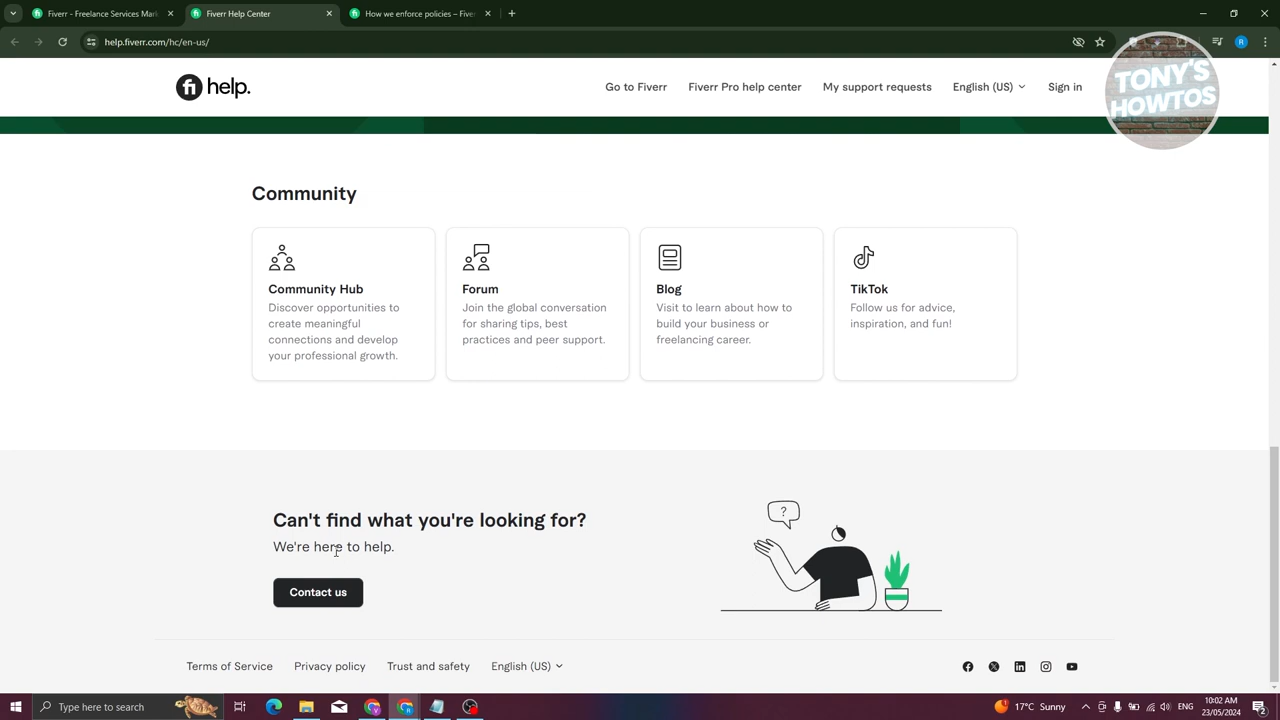 Fiverr - Freelance Services Mar
Fiverr Help Center
How we enforce policies – Five
help.fiverr.com/hc/en-us/
R
fi help.
Go to Fiverr
Fiverr Pro help center
My support requests
English (US)
Sign in
TONY'S
HOWTOS
Community
Community Hub
Discover opportunities to
create meaningful
connections and develop
your professional growth.
Forum
Join the global conversation
for sharing tips, best
practices and peer support.
Blog
Visit to learn about how to
build your business or
freelancing career.
TikTok
Follow us for advice,
inspiration, and fun!
Can't find what you're looking for?
We're here to help.
?
Contact us
Terms of Service
Privacy policy
Trust and safety
English (US)
Type here to search
17°C Sunny
ENG
10:02 AM
23/05/2024